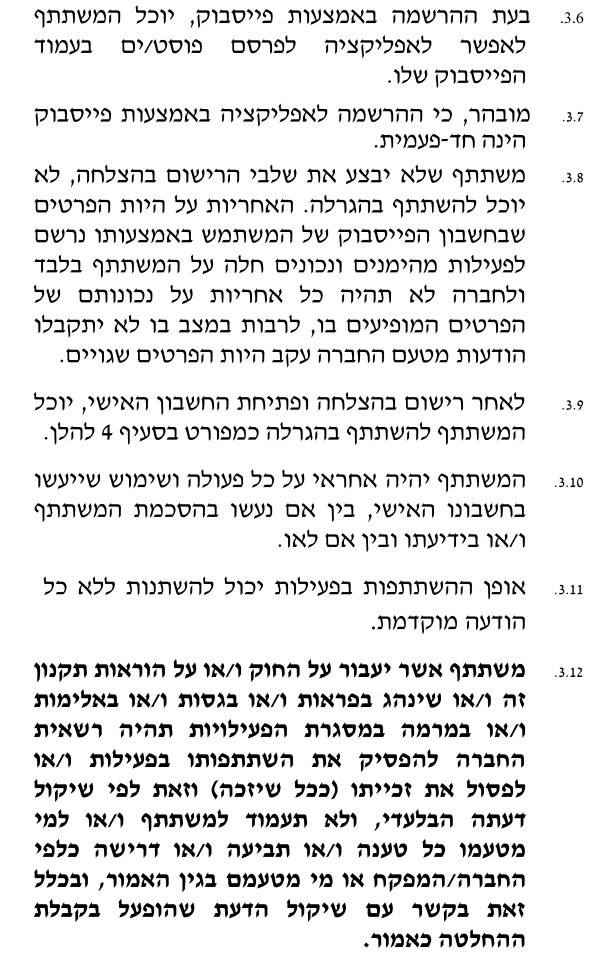 3.6. בעת ההרשמה באמצעות פייסבוק, יוכל המשתתף
לאפשר לאפליקציה לפרסם פוסט/ים בעמוד
הפייסבוק שלו.
3.7. מובהר, כי ההרשמה לאפליקציה באמצעות פייסבוק
הינה חד-פעמית.
3.8. משתתף שלא יבצע את שלבי הרישום בהצלחה, לא
יוכל להשתתף בהגרלה. האחריות על היות הפרטים
שבחשבון הפייסבוק של המשתמש באמצעותו נרשם
לפעילות מהימנים ונכונים חלה על המשתתף בלבד
ולחברה לא תהיה כל אחריות על נכונותם של
הפרטים המופיעים בו, לרבות במצב בו לא יתקבלו
הודעות מטעם החברה עקב היות הפרטים שגויים.
3.9. לאחר רישום בהצלחה ופתיחת החשבון האישי, יוכל
המשתתף להשתתף בהגרלה כמפורט בסעיף 4 להלן.
3.10. המשתתף יהיה אחראי על כל פעולה ושימוש שייעשו
בחשבונו האישי, בין אם נעשו בהסכמת המשתתף
ו/או בידיעתו ובין אם לאו.
3.11. אופן ההשתתפות בפעילות יכול להשתנות ללא כל
הודעה מוקדמת.
3.12. משתתף אשר יעבור על החוק ו/או על הוראות תקנון
זה ו/או שינהג בפראות ו/או בגסות ו/או באלימות
ו/או במרמה במסגרת הפעילויות תהיה רשאית
החברה להפסיק את השתתפותו בפעילות ו/או
לפסול את זכייתו (ככל שיזכה) וזאת לפי שיקול
דעתה הבלעדי, ולא תעמוד למשתתף ו/או למי
מטעמו כל טענה ו/או תביעה ו/או דרישה כלפי
החברה/המפקח או מי מטעמם בגין האמור, ובכלל
זאת בקשר עם שיקול הדעת שהופעל בקבלת
ההחלטה כאמור.